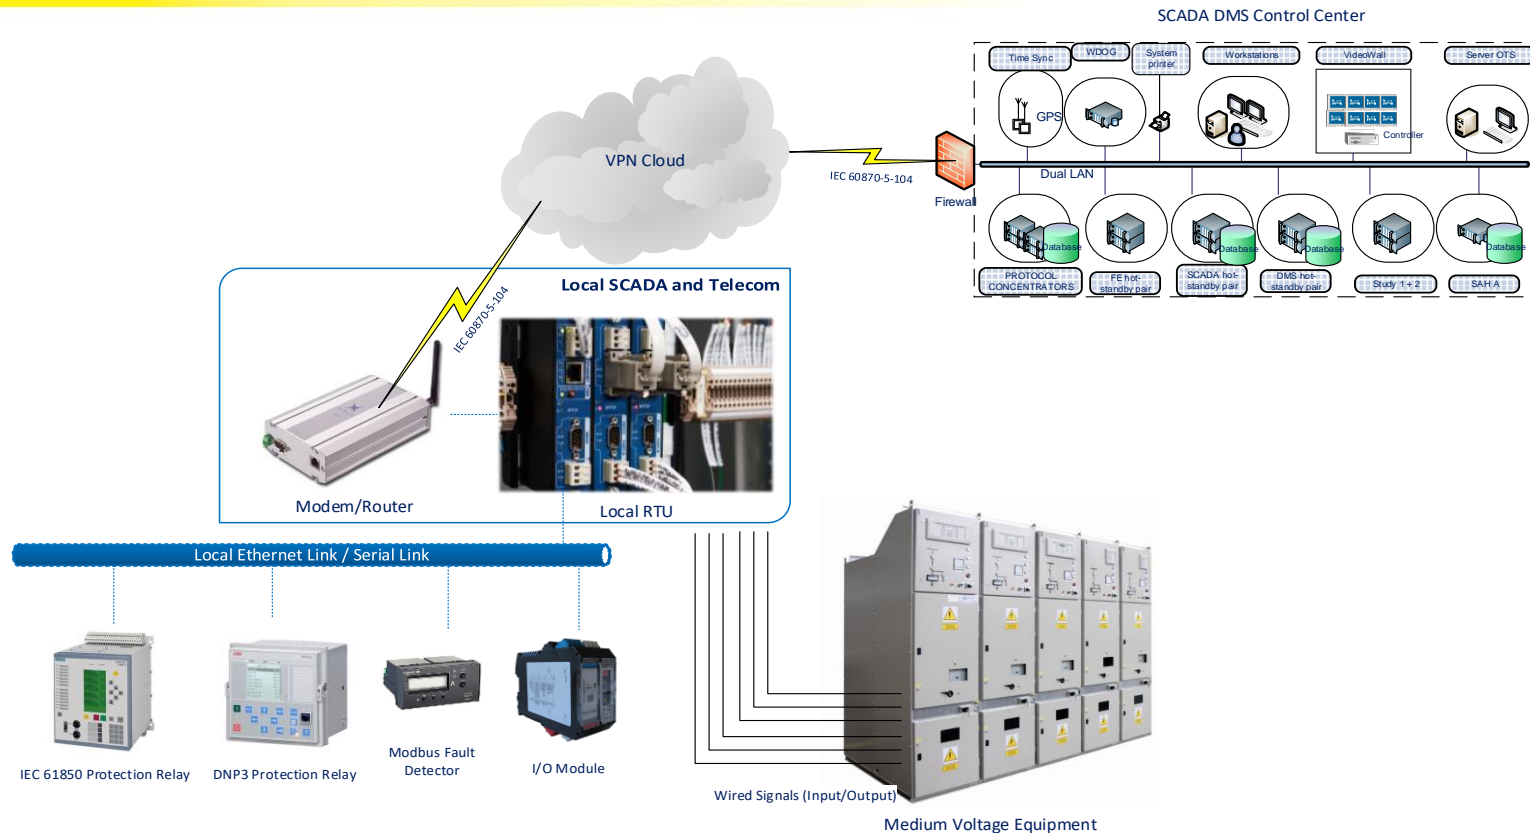 SCADA DMS Control Center
Time Sync
WDOG
System
printer
Workstations
VideoWall
Server OTS
GPS
Controller
VPN Cloud
IEC 60870-5-104
Dual LAN
Firewall
Database
Database
Database
Database
PROTOCOL
CONCENTRATORS
FE hot-
standby pair
SCADA hot-
standby pair
DMS hot-
standby pair
Study 1 + 2
SAH A
Local SCADA and Telecom
IEC 60870-5-104
RTU
RTU
RTU
Modem/Router
Local RTU
Local Ethernet Link / Serial Link
IEC 61850 Protection Relay
DNP3 Protection Relay
Modbus Fault
Detector
I/O Module
Wired Signals (Input/Output)
Medium Voltage Equipment